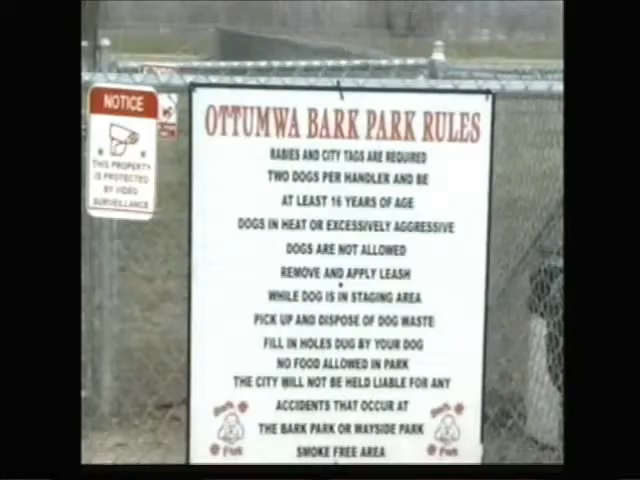 NOTICE
THIS PROPERTY
IS PROTECTED
BY VIDEO
SURVEILLANCE
OTTUMWA BARK PARK RULES
RABIES AND CITY TAGS ARE REQUIRED
TWO DOGS PER HANDLER AND BE
AT LEAST 16 YEARS OF AGE
DOGS IN HEAT OR EXCESSIVELY AGGRESSIVE
DOGS ARE NOT ALLOWED
REMOVE AND APPLY LEASH
WHILE DOG IS IN STAGING AREA
PICK UP AND DISPOSE OF DOG WASTE
FILL IN HOLES DUG BY YOUR DOG
NO FOOD ALLOWED IN PARK
THE CITY WILL NOT BE HELD LIABLE FOR ANY
ACCIDENTS THAT OCCUR AT
THE BARK PARK OR WAYSIDE PARK
SMOKE FREE AREA
Bark
Park
Bark
Park